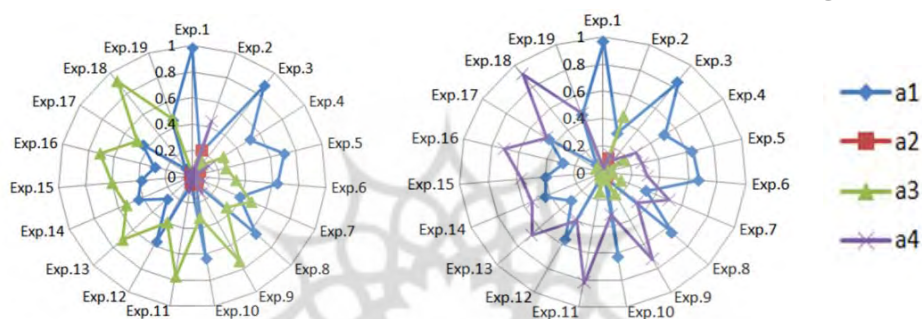 Exp.1
Exp.2
Exp.3
Exp.4
Exp.5
Exp.6
Exp.7
Exp.8
Exp.9
Exp.10
Exp.11
Exp.12
Exp.13
Exp.14
Exp.15
Exp.16
Exp.17
Exp.18
Exp.19
1
0.8
0.6
0.4
0.2
0
Exp.1
Exp.2
Exp.3
Exp.4
Exp.5
Exp.6
Exp.7
Exp.8
Exp.9
Exp.10
Exp.11
Exp.12
Exp.13
Exp.14
Exp.15
Exp.16
Exp.17
Exp.18
Exp.19
1
0.8
0.6
0.4
0.2
0
a1
a2
a3
a4